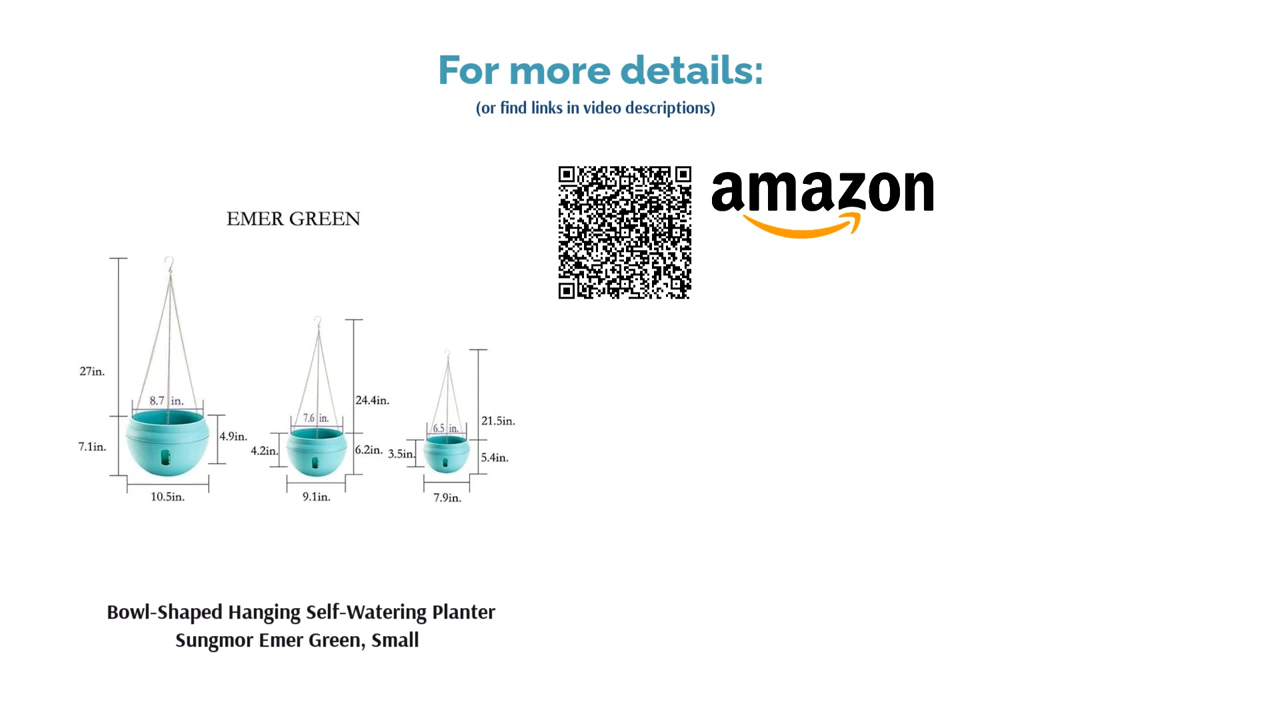 For more details:
(or find links in video descriptions)
amazon
EMER GREEN
27in.
8.7 in.
7.1in.
4.9in.
10.5in.
7.6 in.
24.4in.
4.2in.
6.2in.
9.1in.
6.5 in.
21.5in.
3.5in.
5.4in.
7.9in.
Bowl-Shaped Hanging Self-Watering Planter
Sungmor Emer Green, Small